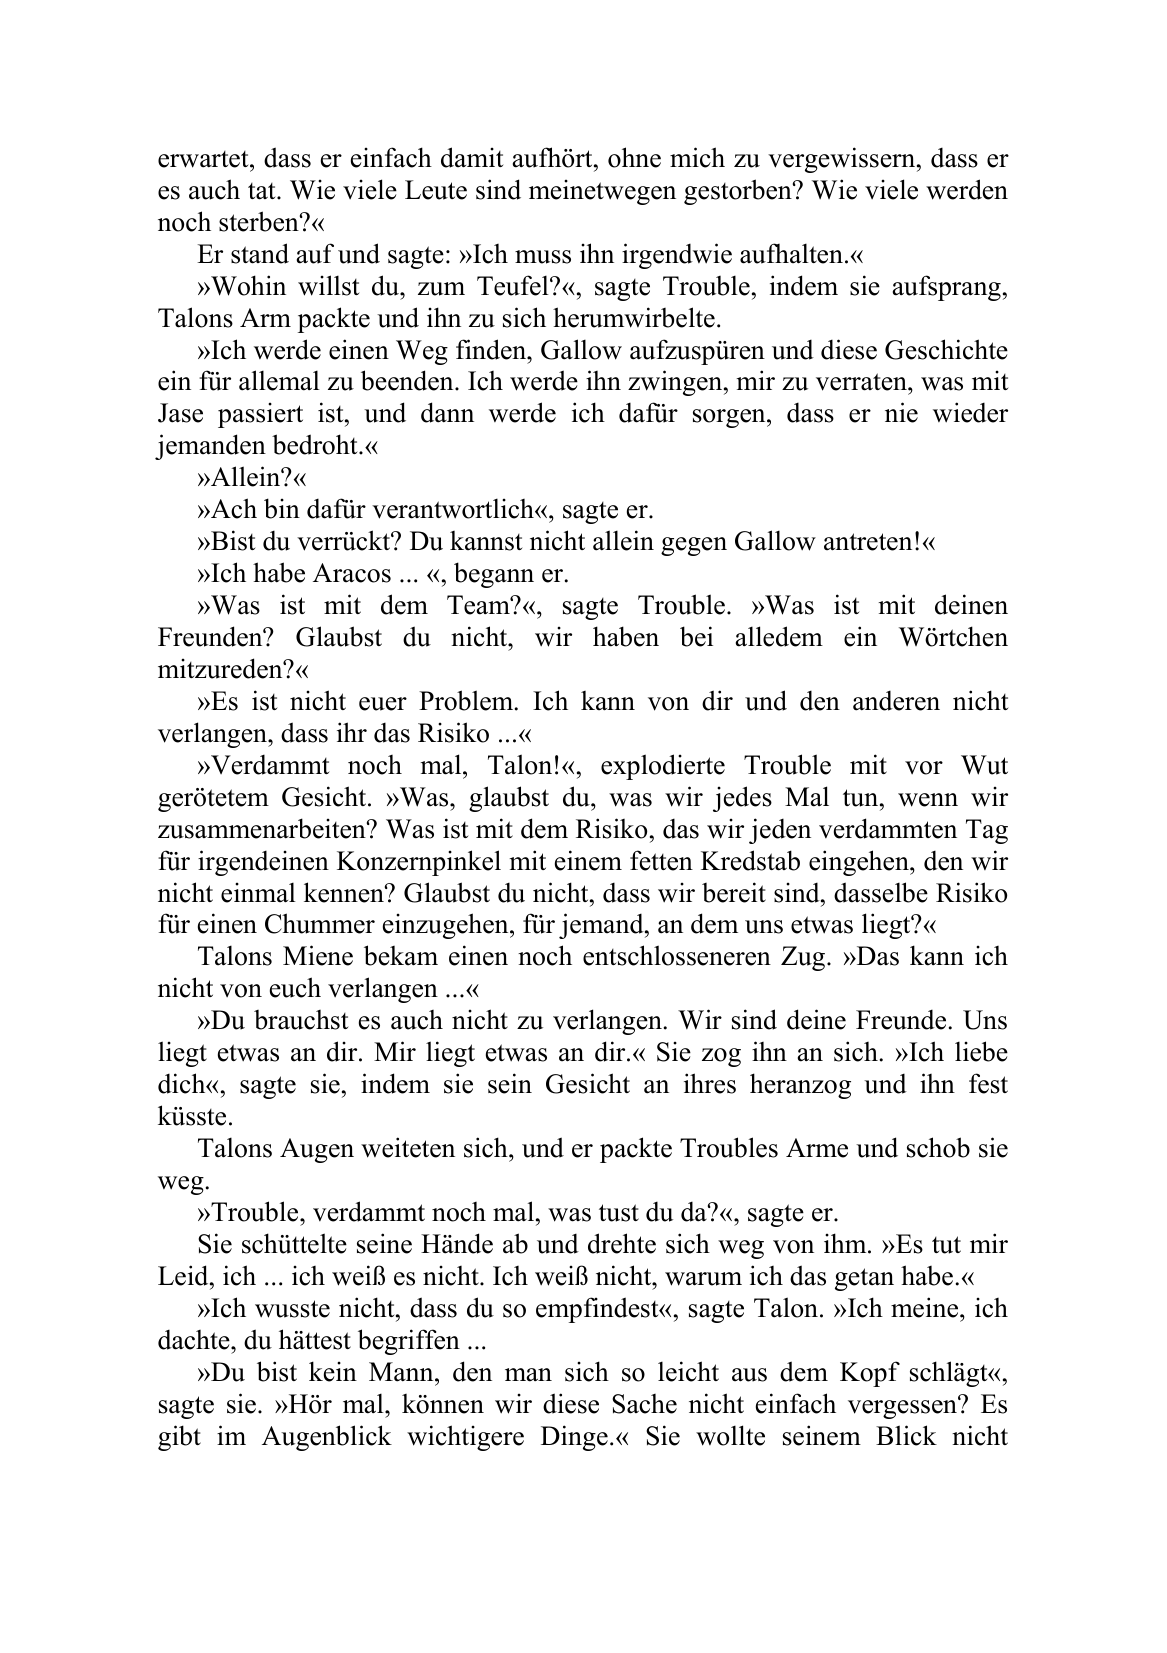 erwartet, dass er einfach damit aufhört, ohne mich zu vergewissern, dass er
es auch tat. Wie viele Leute sind meinetwegen gestorben? Wie viele werden
noch sterben?«
Er stand auf und sagte: »Ich muss ihn irgendwie aufhalten.«
»Wohin willst du, zum Teufel?«, sagte Trouble, indem sie aufsprang,
Talons Arm packte und ihn zu sich herumwirbelte.
»Ich werde einen Weg finden, Gallow aufzuspüren und diese Geschichte
ein für allemal zu beenden. Ich werde ihn zwingen, mir zu verraten, was mit
Jase passiert ist, und dann werde ich dafür sorgen, dass er nie wieder
jemanden bedroht.«
»Allein?«
»Ach bin dafür verantwortlich«, sagte er.
»Bist du verrückt? Du kannst nicht allein gegen Gallow antreten!«
»Ich habe Aracos ... «, begann er.
»Was ist mit dem Team?«, sagte Trouble. »Was ist mit deinen
Freunden? Glaubst du nicht, wir haben bei alledem ein Wörtchen
mitzureden?«
»Es ist nicht euer Problem. Ich kann von dir und den anderen nicht
verlangen, dass ihr das Risiko ...«
»Verdammt noch mal, Talon!«, explodierte Trouble mit vor Wut
gerötetem Gesicht. »Was, glaubst du, was wir jedes Mal tun, wenn wir
zusammenarbeiten? Was ist mit dem Risiko, das wir jeden verdammten Tag
für irgendeinen Konzernpinkel mit einem fetten Kredstab eingehen, den wir
nicht einmal kennen? Glaubst du nicht, dass wir bereit sind, dasselbe Risiko
für einen Chummer einzugehen, für jemand, an dem uns etwas liegt?«
Talons Miene bekam einen noch entschlosseneren Zug. »Das kann ich
nicht von euch verlangen ...«
»Du brauchst es auch nicht zu verlangen. Wir sind deine Freunde. Uns
liegt etwas an dir. Mir liegt etwas an dir.« Sie zog ihn an sich. »Ich liebe
dich«, sagte sie, indem sie sein Gesicht an ihres heranzog und ihn fest
küsste.
Talons Augen weiteten sich, und er packte Troubles Arme und schob sie
weg.
»Trouble, verdammt noch mal, was tust du da?«, sagte er.
Sie schüttelte seine Hände ab und drehte sich weg von ihm. »Es tut mir
Leid, ich ... ich weiß es nicht. Ich weiß nicht, warum ich das getan habe.«
»Ich wusste nicht, dass du so empfindest«, sagte Talon. »Ich meine, ich
dachte, du hättest begriffen ...
»Du bist kein Mann, den man sich so leicht aus dem Kopf schlägt«,
sagte sie. »Hör mal, können wir diese Sache nicht einfach vergessen? Es
gibt im Augenblick wichtigere Dinge.« Sie wollte seinem Blick nicht